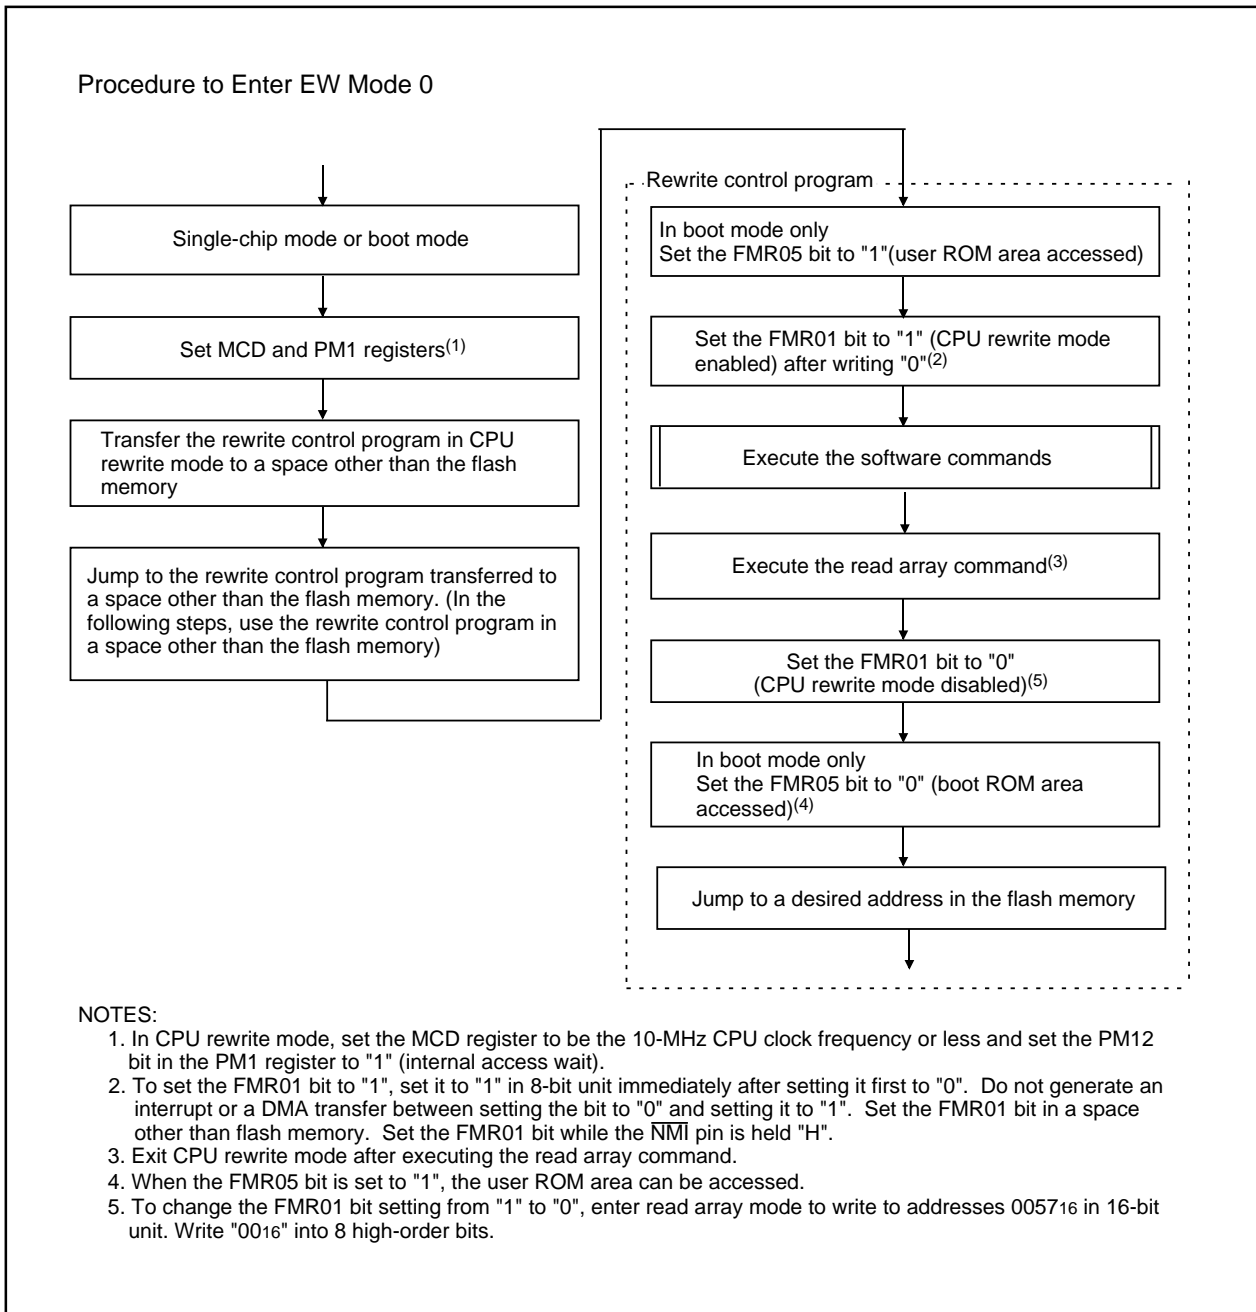 Procedure to Enter EW Mode 0
Single-chip mode or boot mode
Set MCD and PM1 registers(1)
Transfer the rewrite control program in CPU
rewrite mode to a space other than the flash
memory
Jump to the rewrite control program transferred to
a space other than the flash memory. (In the
following steps, use the rewrite control program in
a space other than the flash memory)
Rewrite control program
In boot mode only
Set the FMR05 bit to "1"(user ROM area accessed)
Set the FMR01 bit to "1" (CPU rewrite mode
enabled) after writing "0"(2)
Execute the software commands
Execute the read array command(3)
Set the FMR01 bit to "0"
(CPU rewrite mode disabled)(5)
In boot mode only
Set the FMR05 bit to "0" (boot ROM area
accessed)(4)
Jump to a desired address in the flash memory
NOTES:
1. In CPU rewrite mode, set the MCD register to be the 10-MHz CPU clock frequency or less and set the PM12
bit in the PM1 register to "1" (internal access wait).
2. To set the FMR01 bit to "1", set it to "1" in 8-bit unit immediately after setting it first to "0". Do not generate an
interrupt or a DMA transfer between setting the bit to "0" and setting it to "1". Set the FMR01 bit in a space
other than flash memory. Set the FMR01 bit while the NMI pin is held "H".
3. Exit CPU rewrite mode after executing the read array command.
4. When the FMR05 bit is set to "1", the user ROM area can be accessed.
5. To change the FMR01 bit setting from "1" to "0", enter read array mode to write to addresses 005716 in 16-bit
unit. Write "0016" into 8 high-order bits.